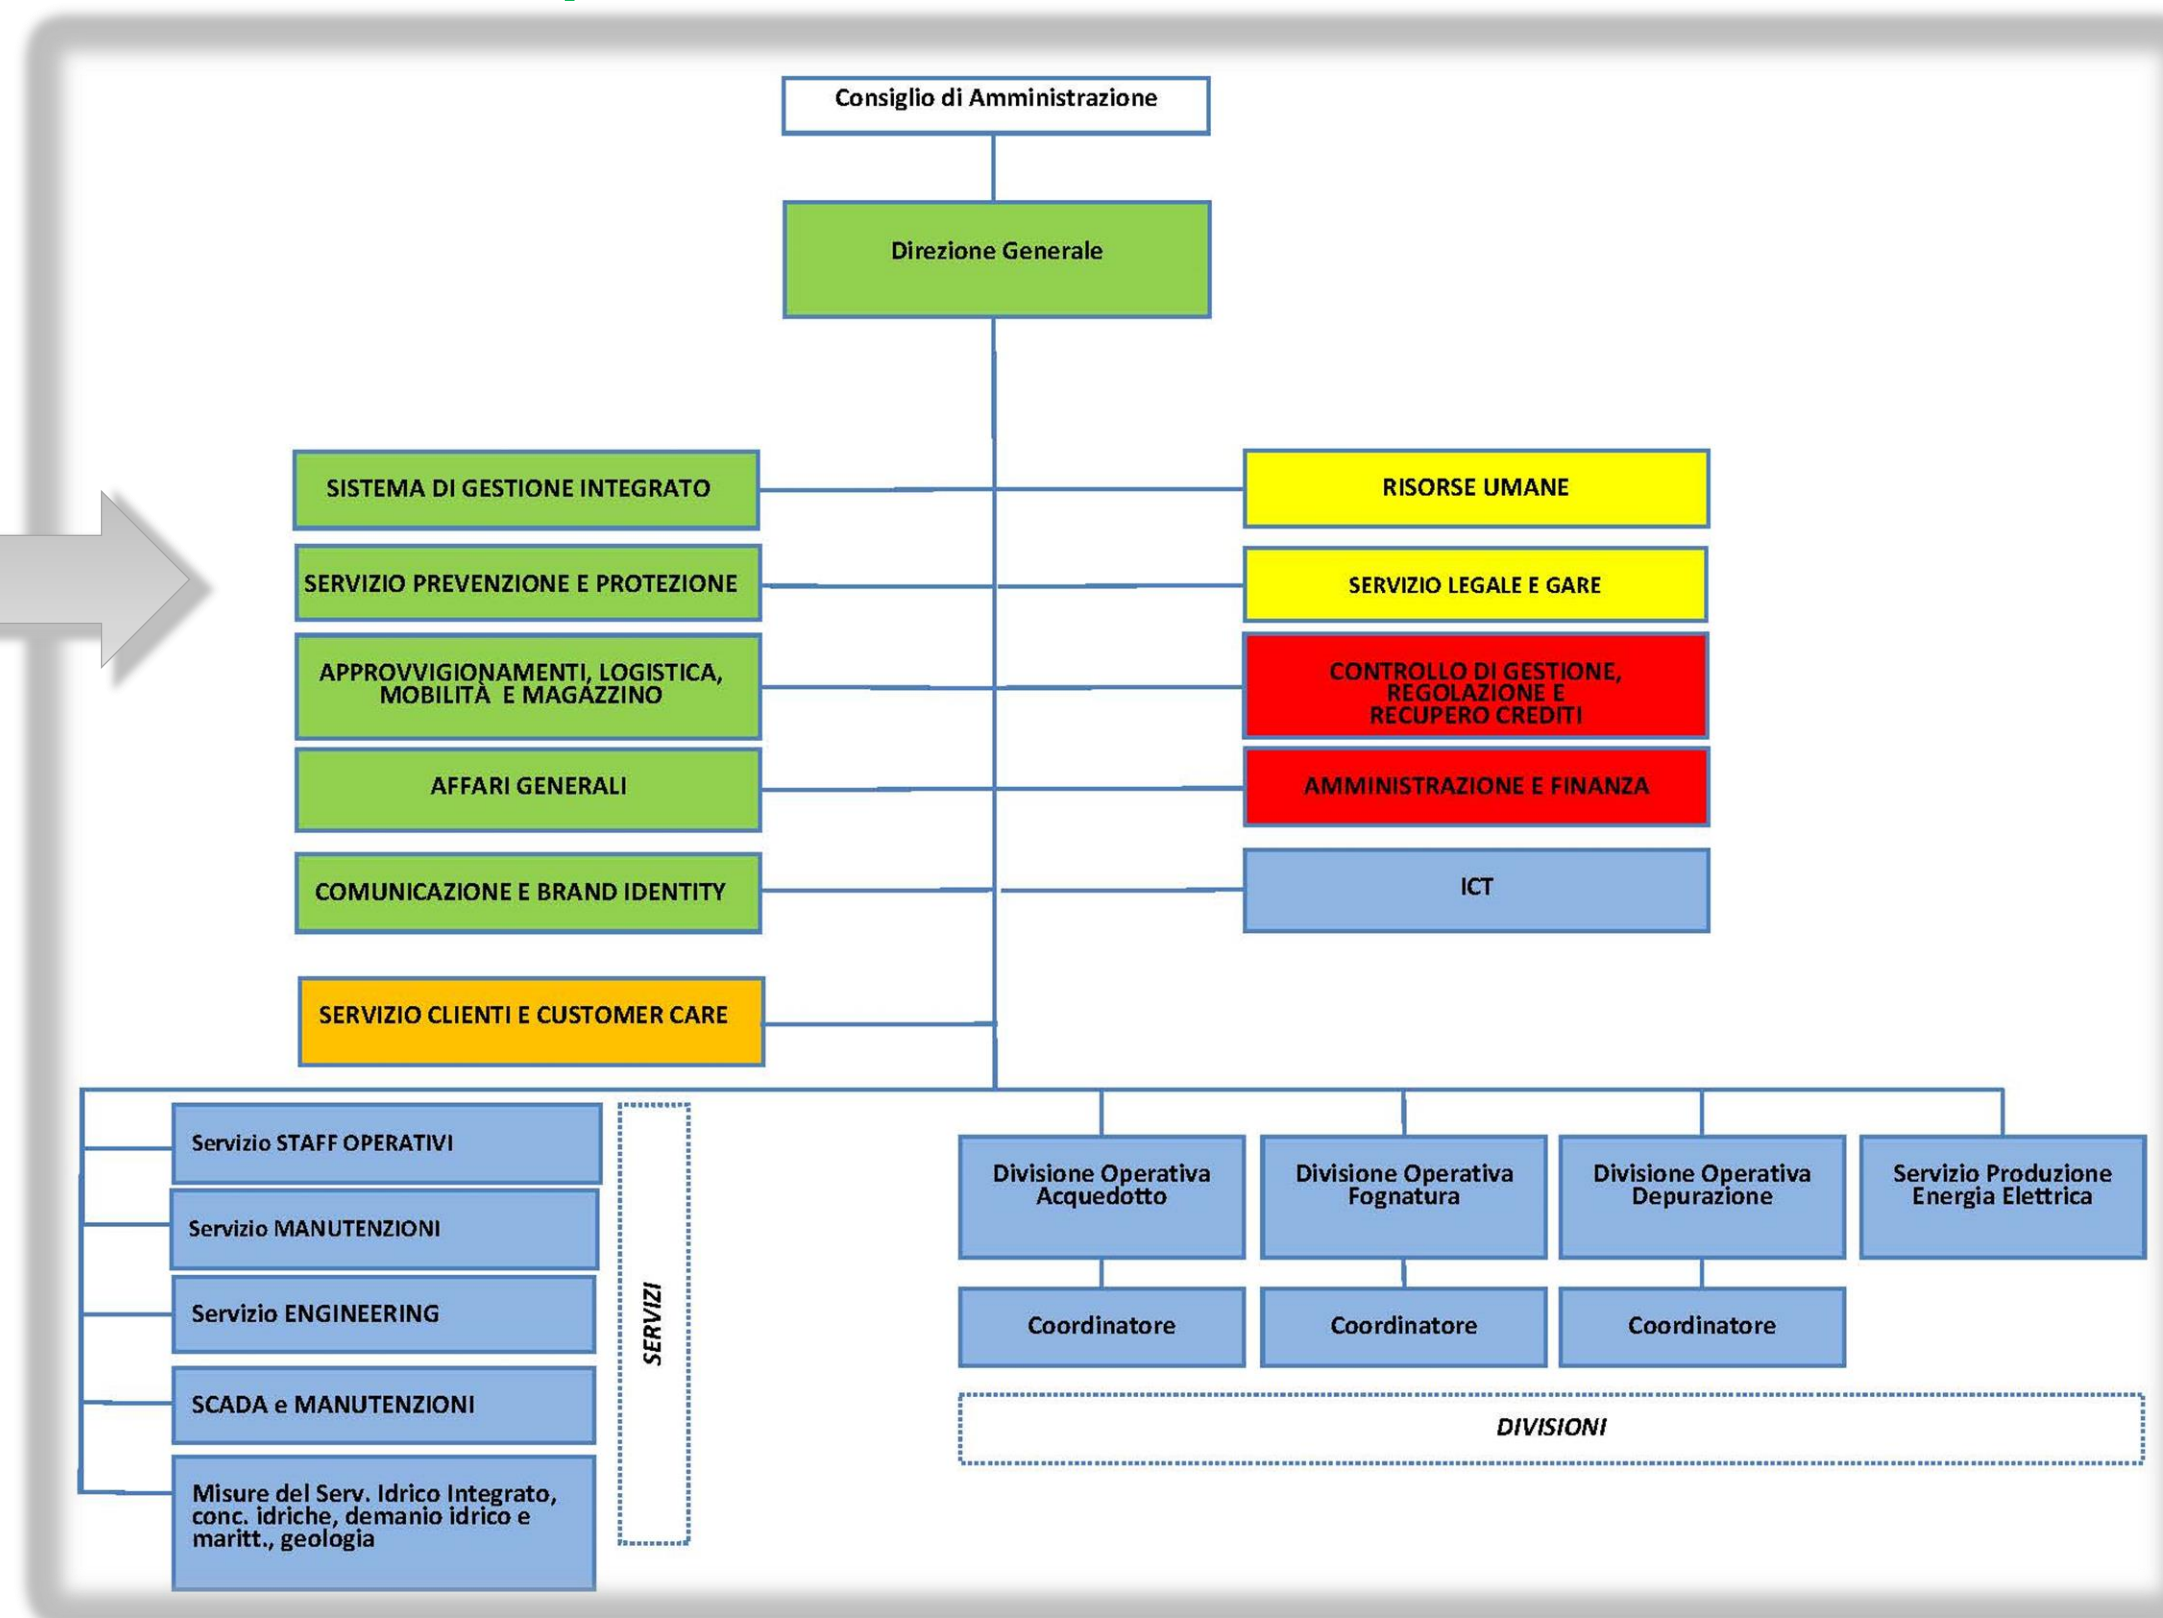 Consiglio di Amministrazione
Direzione Generale
SISTEMA DI GESTIONE INTEGRATO
RISORSE UMANE
SERVIZIO PREVENZIONE E PROTEZIONE
SERVIZIO LEGALE E GARE
APPROVVIGIONAMENTI, LOGISTICA,
MOBILITÀ E MAGAZZINO
CONTROLLO DI GESTIONE,
REGOLAZIONE E
RECUPERO CREDITI
AFFARI GENERALI
AMMINISTRAZIONE E FINANZA
COMUNICAZIONE E BRAND IDENTITY
ICT
SERVIZIO CLIENTI E CUSTOMER CARE
Servizio STAFF OPERATIVI
Servizio MANUTENZIONI
Servizio ENGINEERING
SCADA e MANUTENZIONI
Misure del Serv. Idrico Integrato,
conc. idriche, demanio idrico e
maritt., geologia
SERVIZI
Divisione Operativa
Acquedotto
Divisione Operativa
Fognatura
Divisione Operativa
Depurazione
Servizio Produzione
Energia Elettrica
Coordinatore
Coordinatore
Coordinatore
DIVISIONI